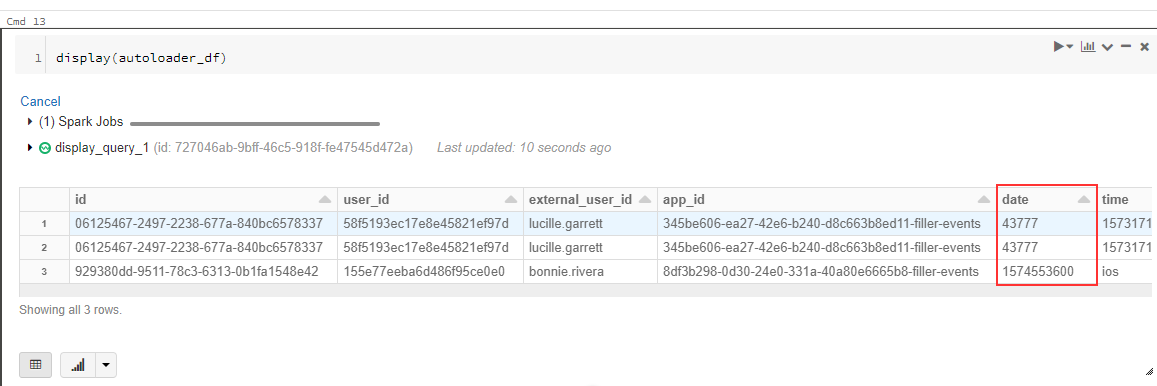 Cmd 13
1 display(autoloader_df)
Cancel
(1) Spark Jobs
display_query_1 (id: 727046ab-9bff-46c5-918f-fe47545d472a) Last updated: 10 seconds ago
id user_id external_user_id app_id date time
1 06125467-2497-2238-677a-840bc6578337 58f5193ec17e8e45821ef97d lucille.garrett 345be606-ea27-42e6-b240-d8c663b8ed11-filler-events 43777 1573171
2 06125467-2497-2238-677a-840bc6578337 58f5193ec17e8e45821ef97d lucille.garrett 345be606-ea27-42e6-b240-d8c663b8ed11-filler-events 43777 1573171
3 929380dd-9511-78c3-6313-0b1fa1548e42 155e77eeba6d486f95ce0e0 bonnie.rivera 8df3b298-0d30-24e0-331a-40a80e6665b8-filler-events 1574553600 ios
Showing all 3 rows.